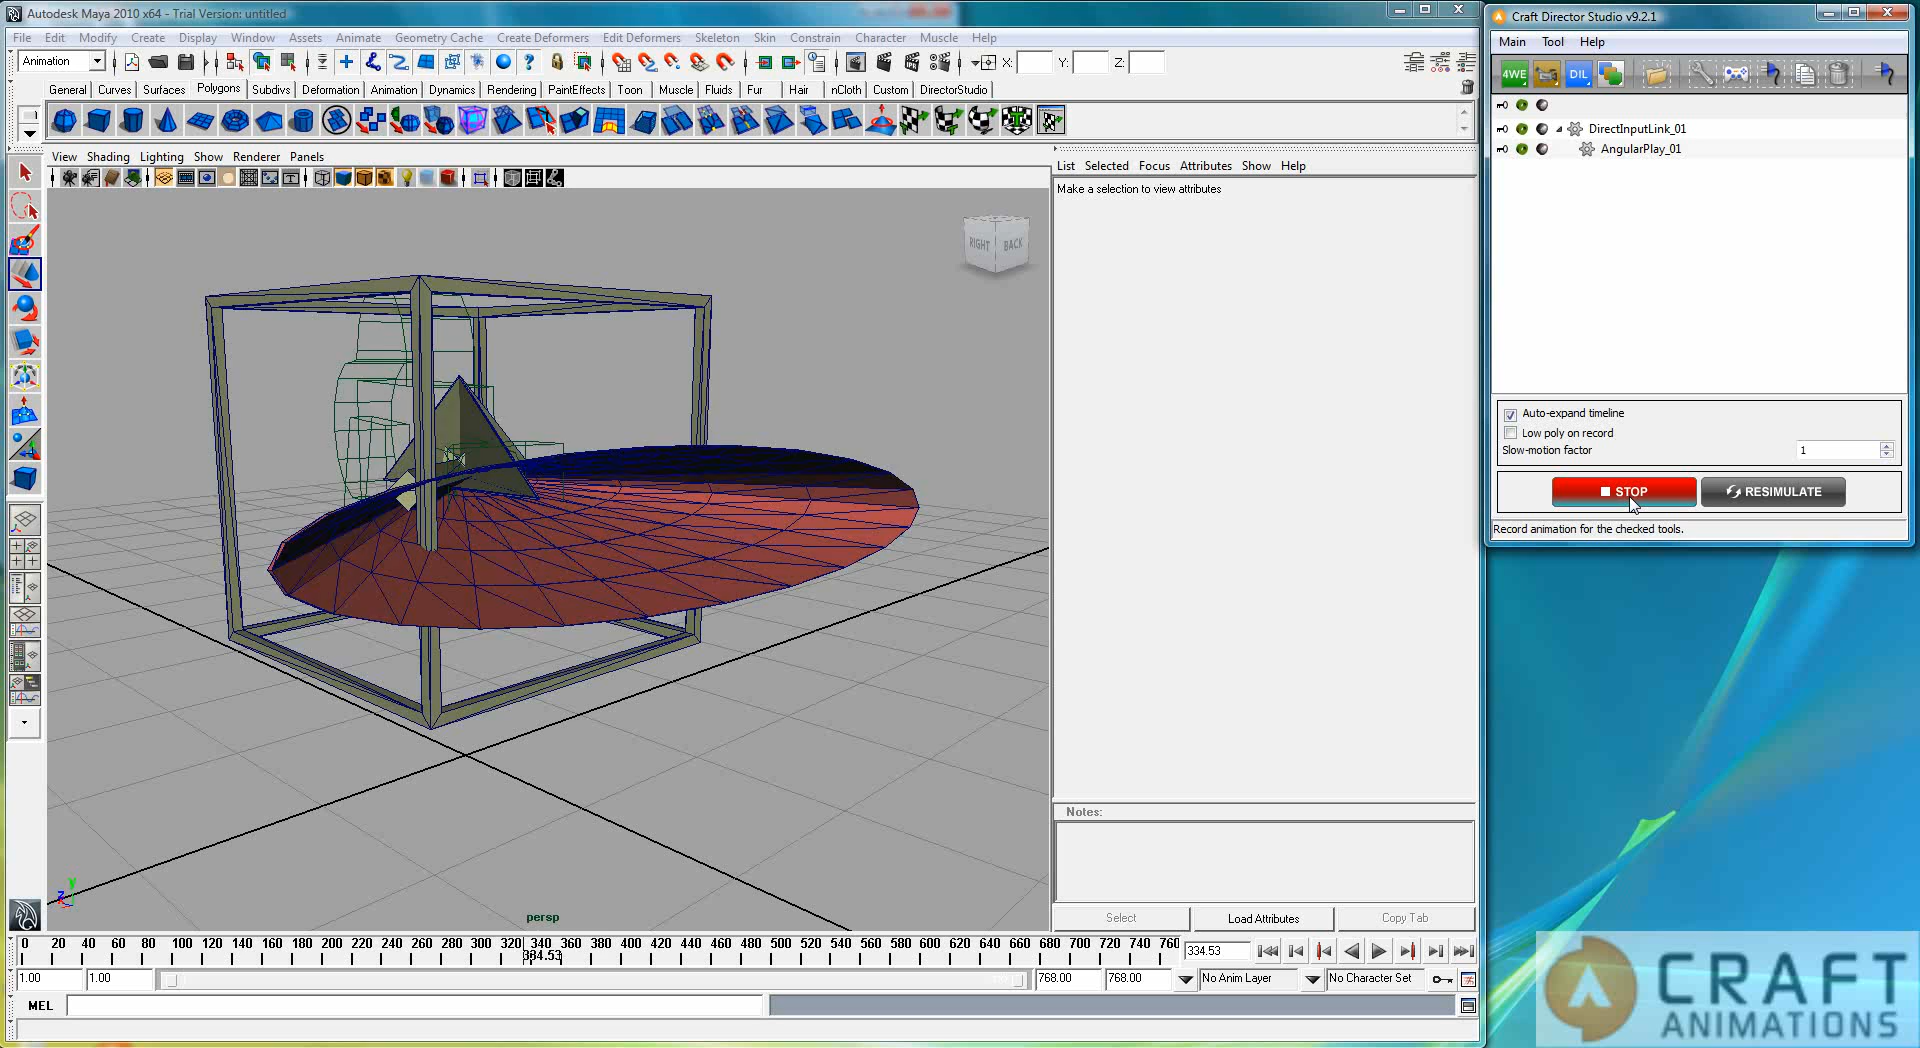 Autodesk Maya 2010 x64 - Trial Version: untitled
File Edit Modify Create Display Window Assets Animate Geometry Cache Create Deformers Edit Deformers Skeleton Skin Constrain Character Muscle Help
Animation X: Y: Z:
General Curves Surfaces Polygons Subdivs Deformation Animation Dynamics Rendering PaintEffects Toon Muscle Fluids Fur Hair nCloth Custom DirectorStudio
View Shading Lighting Show Renderer Panels
RIGHT BACK
persp
List Selected Focus Attributes Show Help
Make a selection to view attributes
Notes:
Select Load Attributes Copy Tab
0 20 40 60 80 100 120 140 160 180 200 220 240 260 280 300 320 340 360 380 400 420 440 460 480 500 520 540 560 580 600 620 640 660 680 700 720 740 760
334.53
334.53
1.00 1.00 768.00 768.00 No Anim Layer No Character Set
MEL
Craft Director Studio v9.2.1
Main Tool Help
4WE DIL
DirectInputLink_01
AngularPlay_01
Auto-expand timeline
Low poly on record
Slow-motion factor 1
STOP RESIMULATE
Record animation for the checked tools.
CRAFT
ANIMATIONS